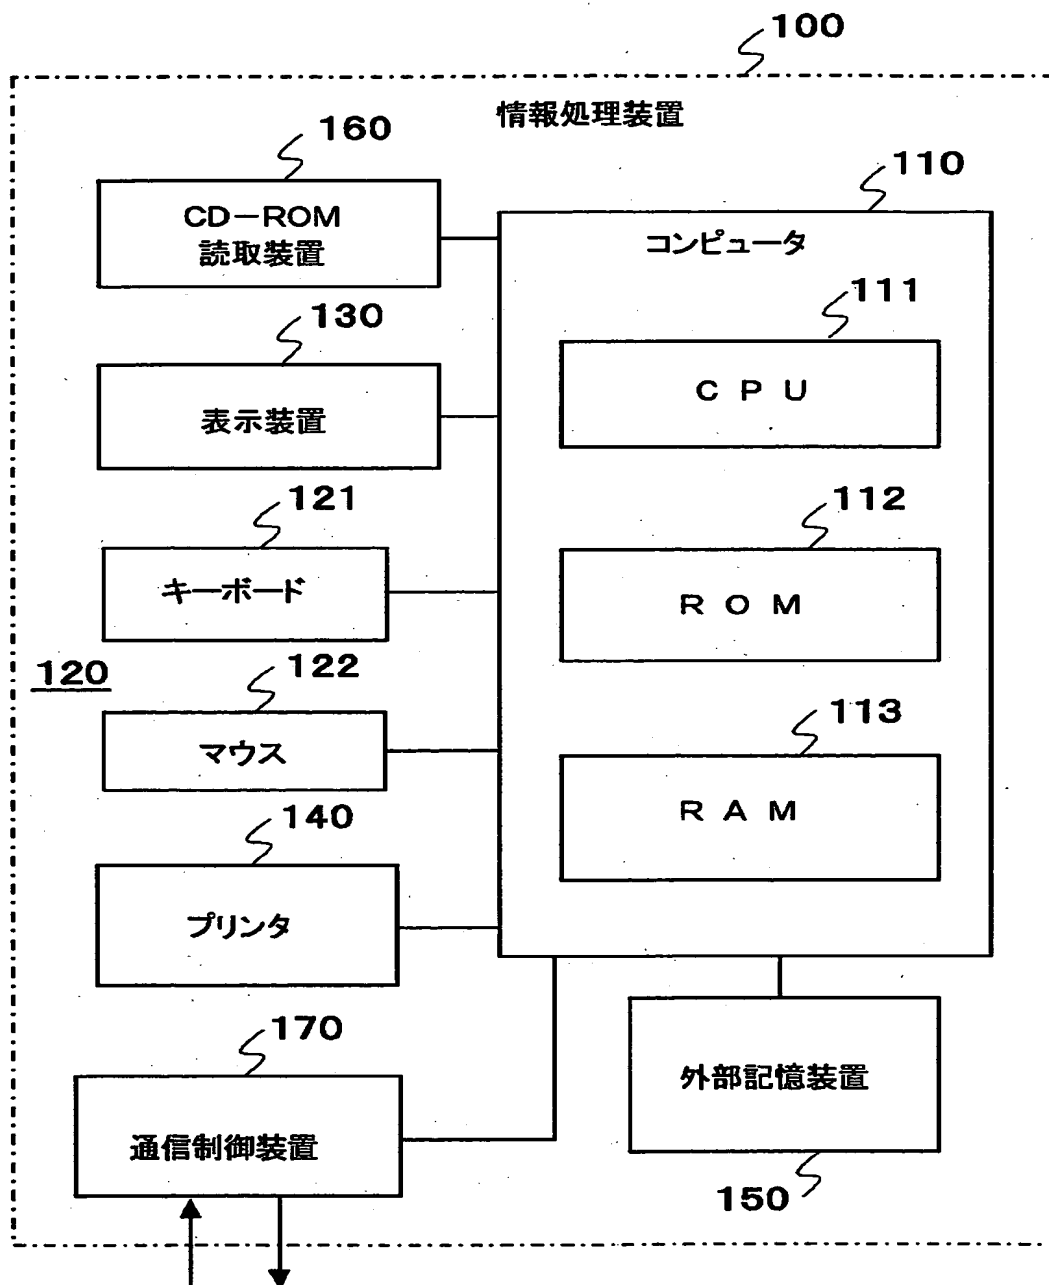 100
情報処理装置
160
CD-ROM
読取装置
110
コンピュータ
130
表示装置
111
CPU
121
キーボード
112
ROM
120
122
マウス
113
RAM
140
プリンタ
170
通信制御装置
外部記憶装置
150